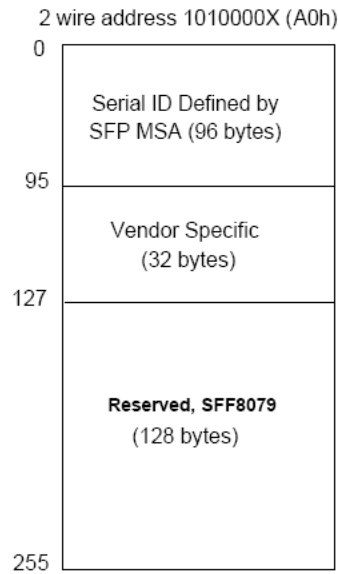 2 wire address 1010000X (A0h)
0
Serial ID Defined by
SFP MSA (96 bytes)
95
Vendor Specific
(32 bytes)
127
Reserved, SFF8079
(128 bytes)
255